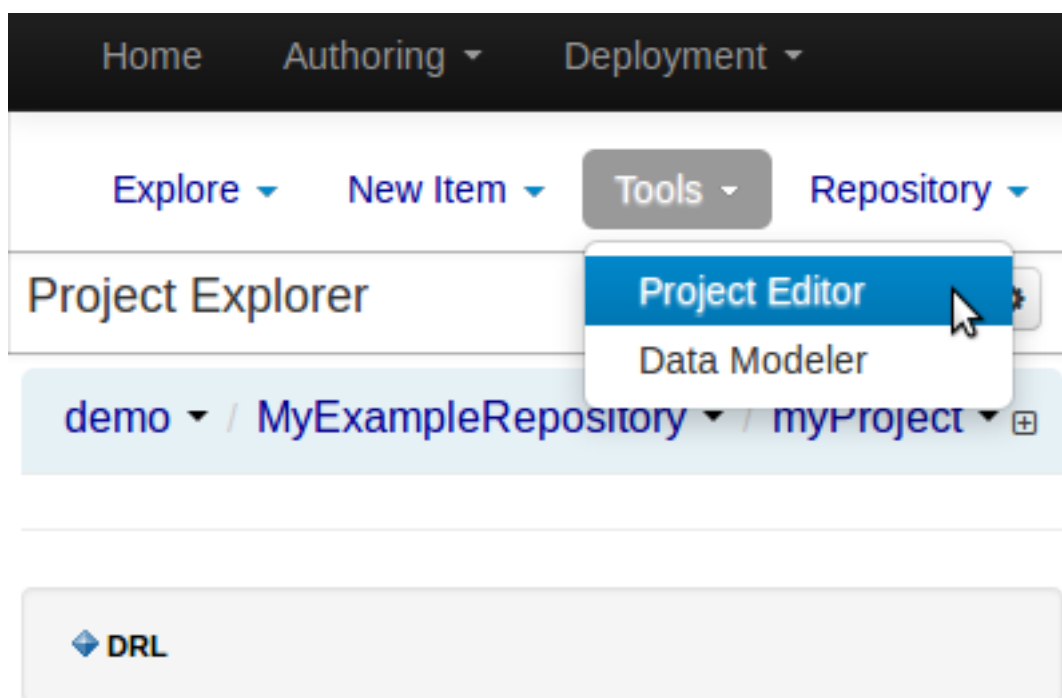 Home Authoring Deployment
Explore New Item Tools Repository
Project Explorer
Project Editor
Data Modeler
demo / MyExampleRepository / myProject
DRL